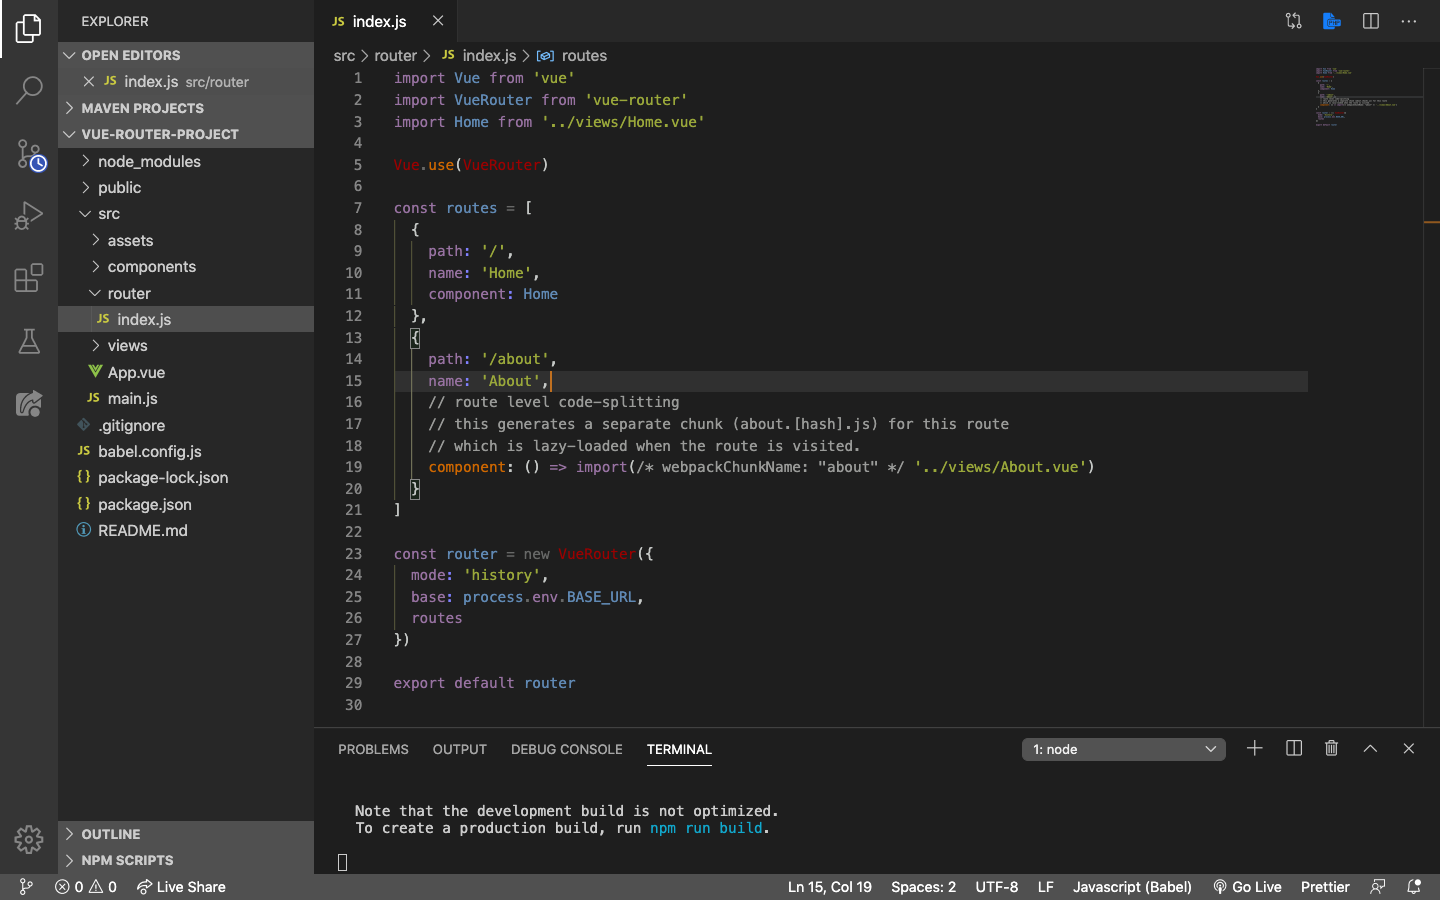 EXPLORER
OPEN EDITORS
JS index.js src/router
MAVEN PROJECTS
VUE-ROUTER-PROJECT
node_modules
public
src
assets
components
router
JS index.js
views
App.vue
JS main.js
.gitignore
JS babel.config.js
{ } package-lock.json
{ } package.json
README.md
OUTLINE
NPM SCRIPTS
JS index.js
src > router > JS index.js > routes
1 import Vue from 'vue'
2 import VueRouter from 'vue-router'
3 import Home from '../views/Home.vue'
4
5 Vue.use(VueRouter)
6
7 const routes = [
8 {
9 path: '/',
10 name: 'Home',
11 component: Home
12 },
13 {
14 path: '/about',
15 name: 'About',
16 // route level code-splitting
17 // this generates a separate chunk (about.[hash].js) for this route
18 // which is lazy-loaded when the route is visited.
19 component: () => import(/* webpackChunkName: "about" */ '../views/About.vue')
20 }
21 ]
22
23 const router = new VueRouter({
24 mode: 'history',
25 base: process.env.BASE_URL,
26 routes
27 })
28
29 export default router
30
PROBLEMS OUTPUT DEBUG CONSOLE TERMINAL 1: node
Note that the development build is not optimized.
To create a production build, run npm run build.
0 0 Live Share Ln 15, Col 19 Spaces: 2 UTF-8 LF Javascript (Babel) Go Live Prettier